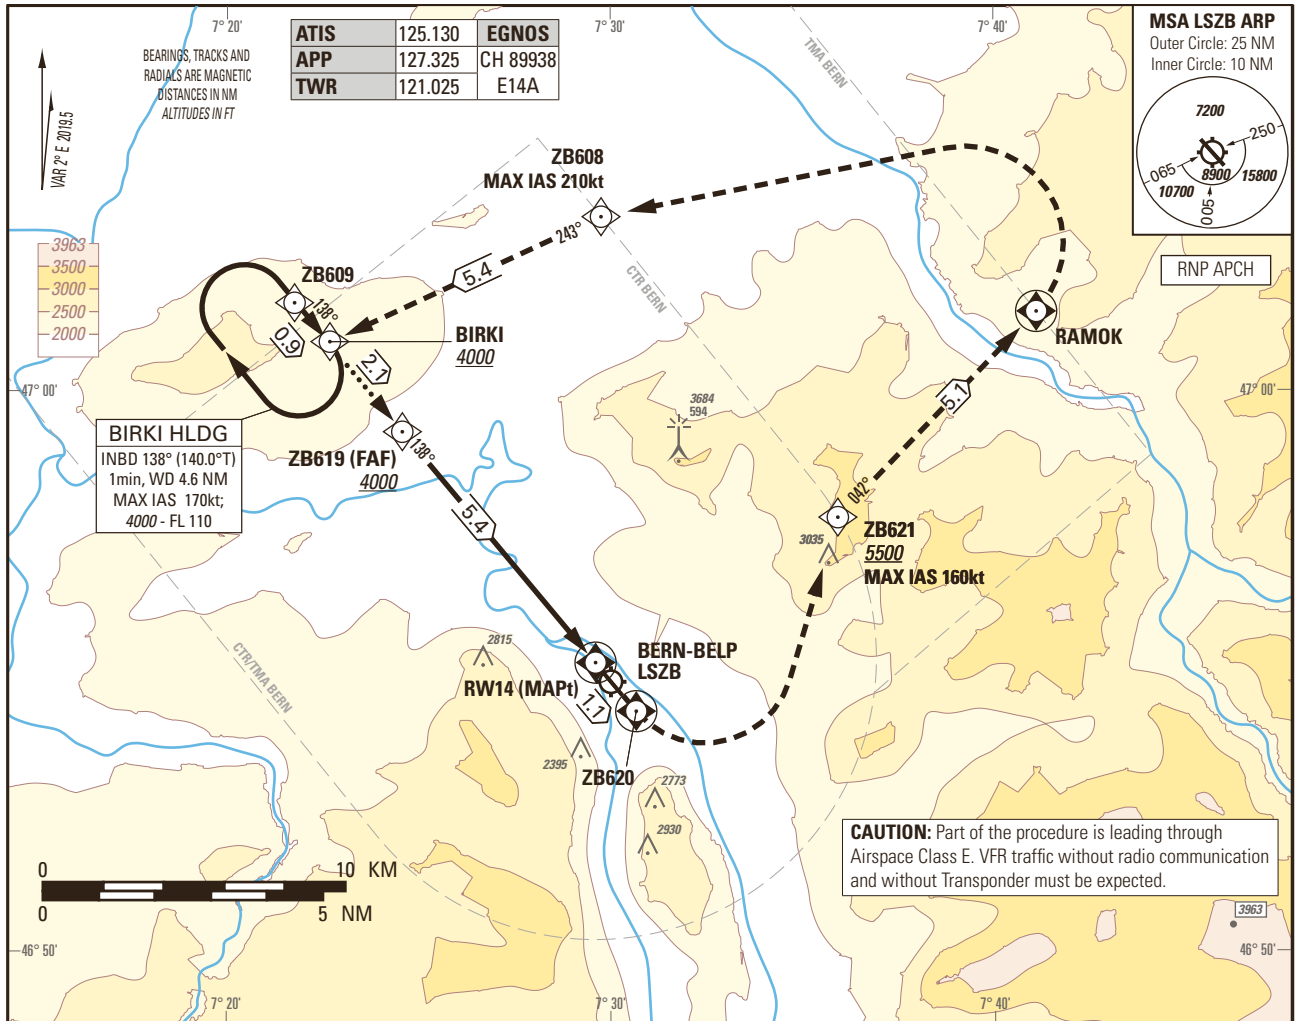 7° 20'
7° 30'
7° 40'
BEARINGS, TRACKS AND
RADIALS ARE MAGNETIC
DISTANCES IN NM
ALTITUDES IN FT
VAR 2° E 2019.5
ATIS 125.130 EGNOS
APP 127.325 CH 89938
TWR 121.025 E14A
TMA BERN
MSA LSZB ARP
Outer Circle: 25 NM
Inner Circle: 10 NM
7200
250
065
8900
15800
10700
005
RNP APCH
ZB608
MAX IAS 210kt
243°
5.4
CTR BERN
3963
3500
3000
2500
2000
ZB609
138°
0.9
BIRKI
4000
2.1
RAMOK
5.1
47° 00'
47° 00'
3684
594
BIRKI HLDG
INBD 138° (140.0°T)
1min, WD 4.6 NM
MAX IAS 170kt;
4000 - FL 110
ZB619 (FAF)
4000
138°
5.4
042°
ZB621
5500
MAX IAS 160kt
3035
CTR/TMA BERN
2815
BERN-BELP
LSZB
RW14 (MAPt)
1.1
2395
ZB620
2773
2930
CAUTION: Part of the procedure is leading through
Airspace Class E. VFR traffic without radio communication
and without Transponder must be expected.
0 10 KM
0 5 NM
3963
46° 50'
46° 50'
7° 20'
7° 30'
7° 40'